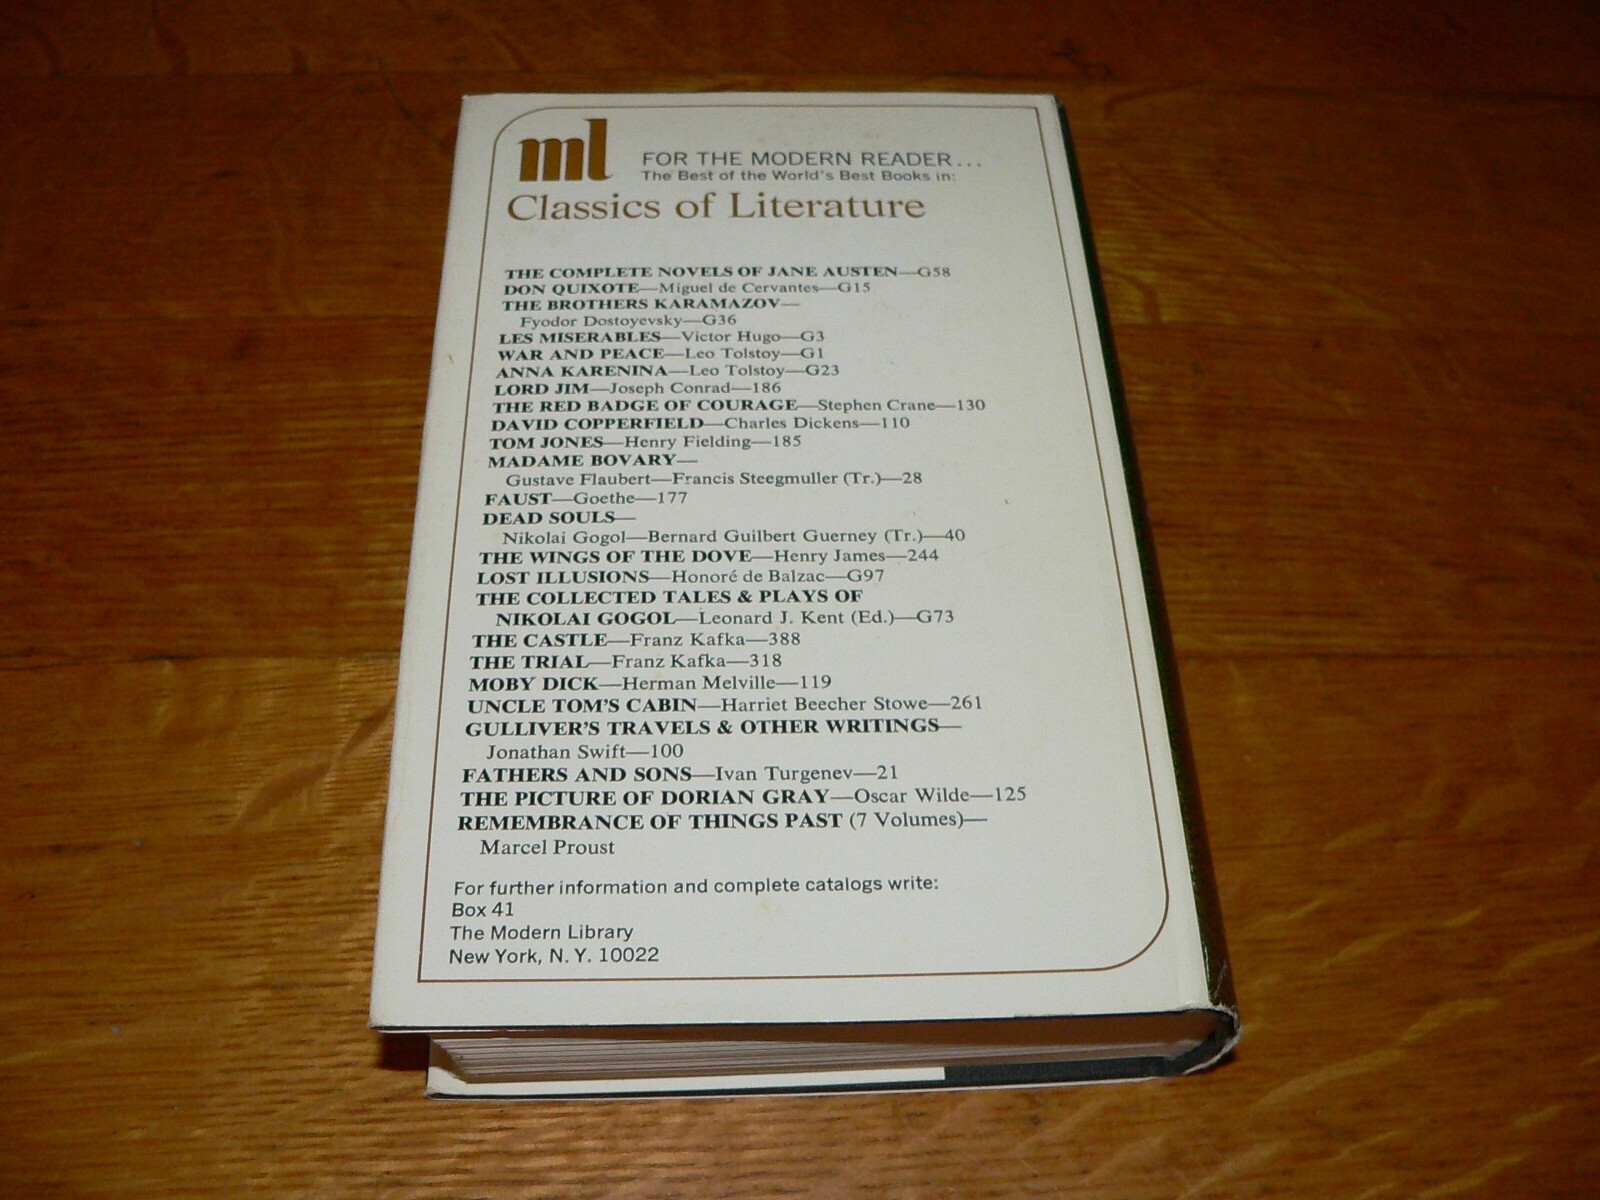 ml
FOR THE MODERN READER...
The Best of the World's Best Books in:
Classics of Literature
THE COMPLETE NOVELS OF JANE AUSTEN—G58
DON QUIXOTE—Miguel de Cervantes—G15
THE BROTHERS KARAMAZOV—
Fyodor Dostoyevsky—G36
LES MISERABLES—Victor Hugo—G3
WAR AND PEACE—Leo Tolstoy—G1
ANNA KARENINA—Leo Tolstoy—G23
LORD JIM—Joseph Conrad—186
THE RED BADGE OF COURAGE—Stephen Crane—130
DAVID COPPERFIELD—Charles Dickens—110
TOM JONES—Henry Fielding—185
MADAME BOVARY—
Gustave Flaubert—Francis Steegmuller (Tr.)—28
FAUST—Goethe—177
DEAD SOULS—
Nikolai Gogol—Bernard Guilbert Guerney (Tr.)—40
THE WINGS OF THE DOVE—Henry James—244
LOST ILLUSIONS—Honoré de Balzac—G97
THE COLLECTED TALES & PLAYS OF
NIKOLAI GOGOL—Leonard J. Kent (Ed.)—G73
THE CASTLE—Franz Kafka—388
THE TRIAL—Franz Kafka—318
MOBY DICK—Herman Melville—119
UNCLE TOM'S CABIN—Harriet Beecher Stowe—261
GULLIVER'S TRAVELS & OTHER WRITINGS—
Jonathan Swift—100
FATHERS AND SONS—Ivan Turgenev—21
THE PICTURE OF DORIAN GRAY—Oscar Wilde—125
REMEMBRANCE OF THINGS PAST (7 Volumes)—
Marcel Proust
For further information and complete catalogs write:
Box 41
The Modern Library
New York, N. Y. 10022